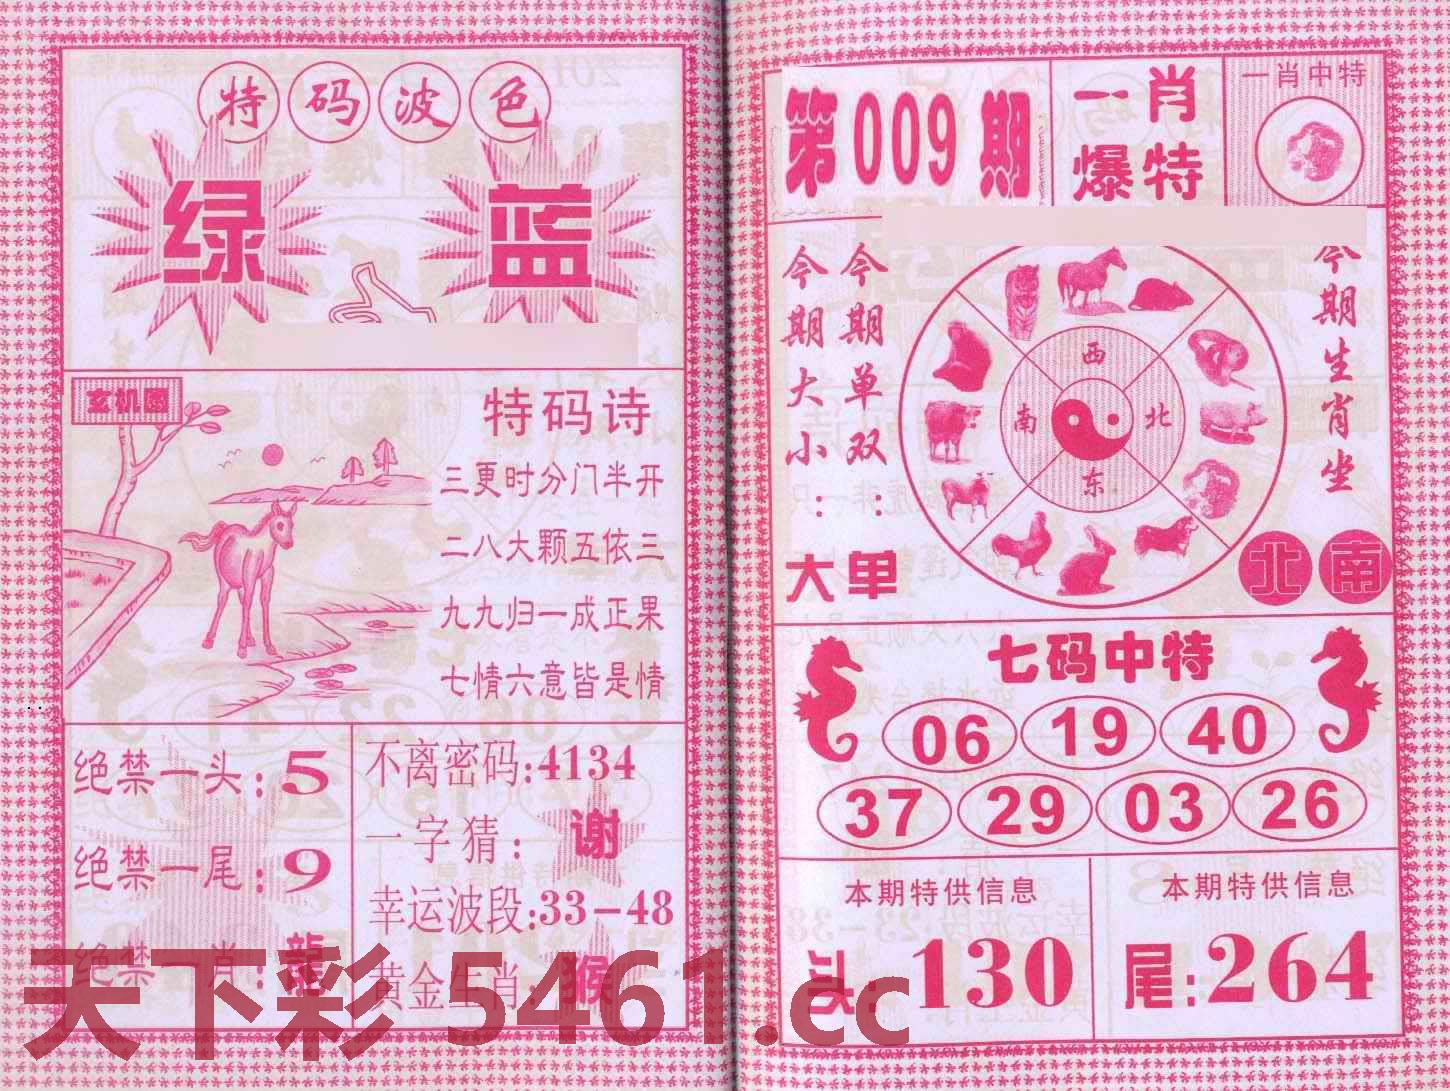 特码波色
绿 蓝
玄机图
特码诗
三更时分门半开
二八大颗五依三
九九归一成正果
七情六意皆是情
绝禁一头:5
绝禁一尾:9
绝禁一肖:龍
不离密码:4134
一字猜:谢
幸运波段:33-48
黄金生肖:猴
第009期
一肖
爆特
一肖中特
今期大小:大
今期单双:单
西
南 北
东
今期生肖坐
北 南
七码中特
06 19 40
37 29 03 26
本期特供信息
头:130
本期特供信息
尾:264
天下彩 5461.cc